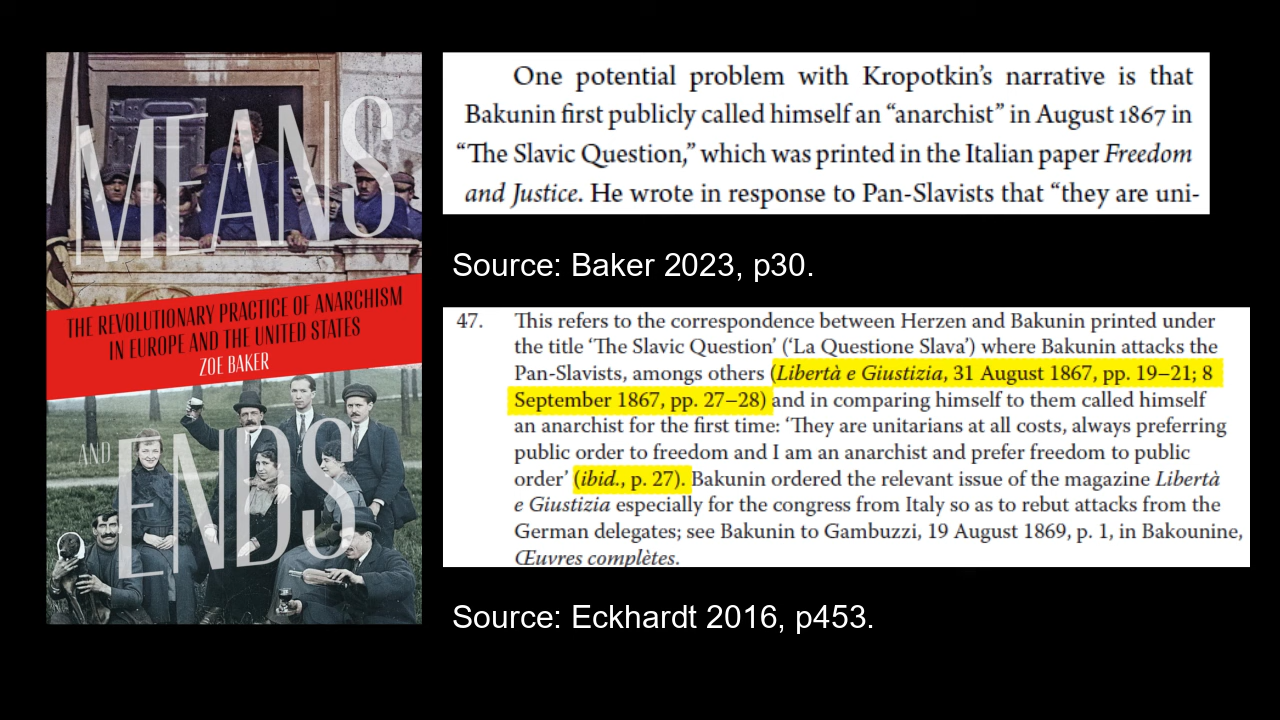 MEANS
THE REVOLUTIONARY PRACTICE OF ANARCHISM
IN EUROPE AND THE UNITED STATES
ZOE BAKER
AND
ENDS
One potential problem with Kropotkin’s narrative is that
Bakunin first publicly called himself an “anarchist” in August 1867 in
“The Slavic Question,” which was printed in the Italian paper Freedom
and Justice. He wrote in response to Pan-Slavists that “they are uni-
Source: Baker 2023, p30.
47. This refers to the correspondence between Herzen and Bakunin printed under
the title ‘The Slavic Question’ (‘La Questione Slava’) where Bakunin attacks the
Pan-Slavists, amongst others (Libertà e Giustizia, 31 August 1867, pp. 19–21; 8
September 1867, pp. 27–28) and in comparing himself to them called himself
an anarchist for the first time: ‘They are unitarians at all costs, always preferring
public order to freedom and I am an anarchist and prefer freedom to public
order’ (ibid., p. 27). Bakunin ordered the relevant issue of the magazine Libertà
e Giustizia especially for the congress from Italy so as to rebut attacks from the
German delegates; see Bakunin to Gambuzzi, 19 August 1869, p. 1, in Bakounine,
Œuvres complètes.
Source: Eckhardt 2016, p453.